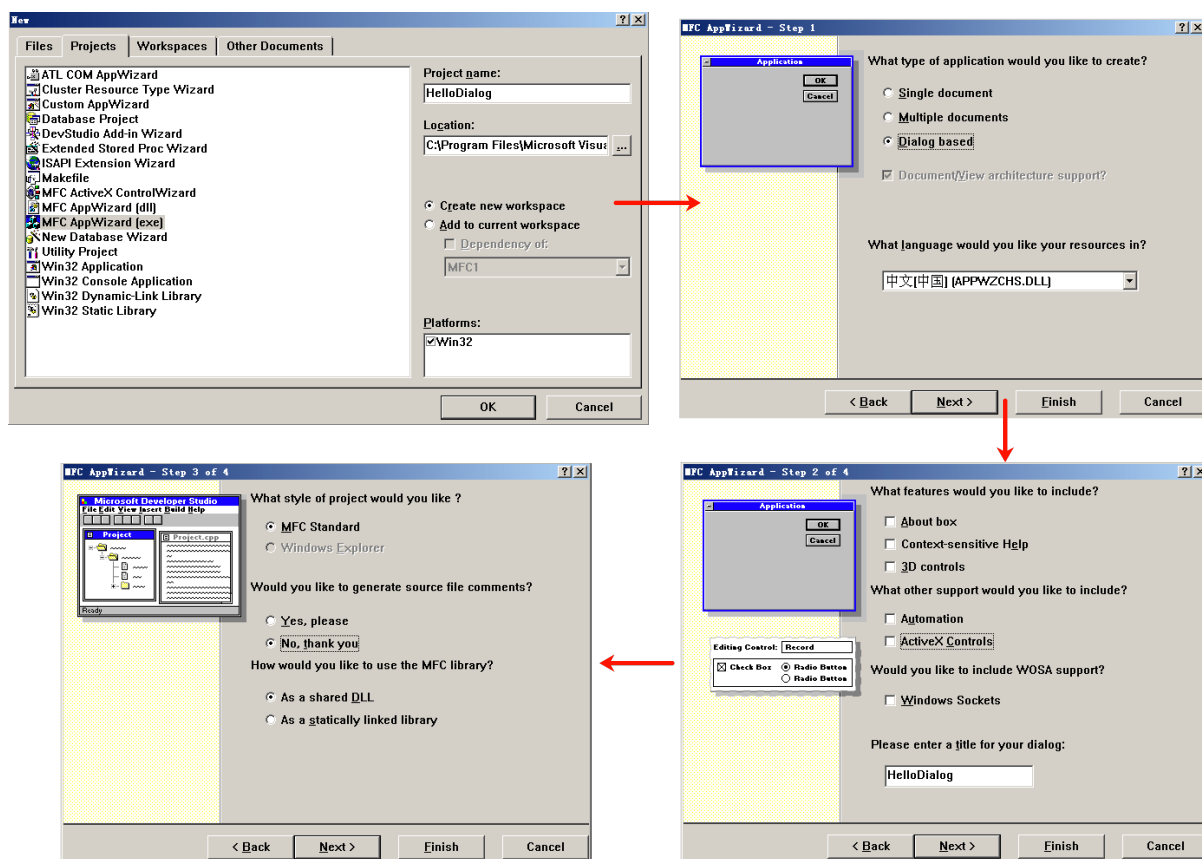 New
Files Projects Workspaces Other Documents
ATL COM AppWizard
Cluster Resource Type Wizard
Custom AppWizard
Database Project
DevStudio Add-in Wizard
Extended Stored Proc Wizard
ISAPI Extension Wizard
Makefile
MFC ActiveX ControlWizard
MFC AppWizard (dll)
MFC AppWizard (exe)
New Database Wizard
Utility Project
Win32 Application
Win32 Console Application
Win32 Dynamic-Link Library
Win32 Static Library
Project name:
HelloDialog
Location:
C:\Program Files\Microsoft Visua
...
Create new workspace
Add to current workspace
Dependency of:
MFC1
Platforms:
Win32
OK Cancel
MFC AppWizard - Step 1
Application
OK
Cancel
What type of application would you like to create?
Single document
Multiple documents
Dialog based
Document/View architecture support?
What language would you like your resources in?
中文[中国] (APPWZCHS.DLL)
< Back Next > Finish Cancel
MFC AppWizard - Step 2 of 4
Application
OK
Cancel
Editing Control: Record
Check Box Radio Button
Radio Button
What features would you like to include?
About box
Context-sensitive Help
3D controls
What other support would you like to include?
Automation
ActiveX Controls
Would you like to include WOSA support?
Windows Sockets
Please enter a title for your dialog:
HelloDialog
< Back Next > Finish Cancel
MFC AppWizard - Step 3 of 4
Microsoft Developer Studio
File Edit View Insert Build Help
Project
Project.cpp
Ready
What style of project would you like ?
MFC Standard
Windows Explorer
Would you like to generate source file comments?
Yes, please
No, thank you
How would you like to use the MFC library?
As a shared DLL
As a statically linked library
< Back Next > Finish Cancel